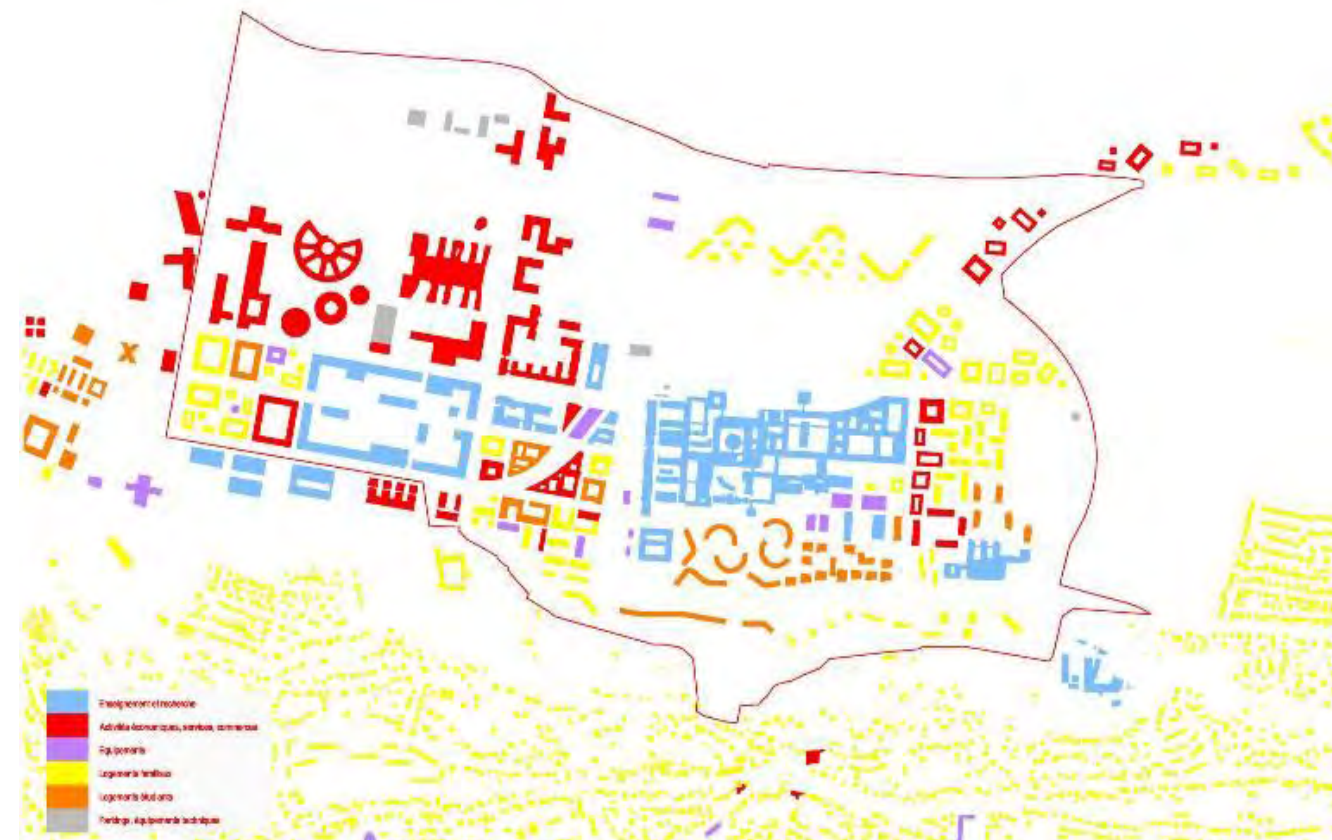 Enseignement et recherche
Activités économiques, services, commerces
Equipements
Logements familiaux
Logements étudiants
Parkings, équipements techniques